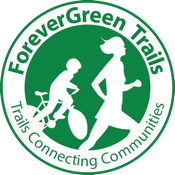 ForeverGreen Trails
Trails Connecting Communities